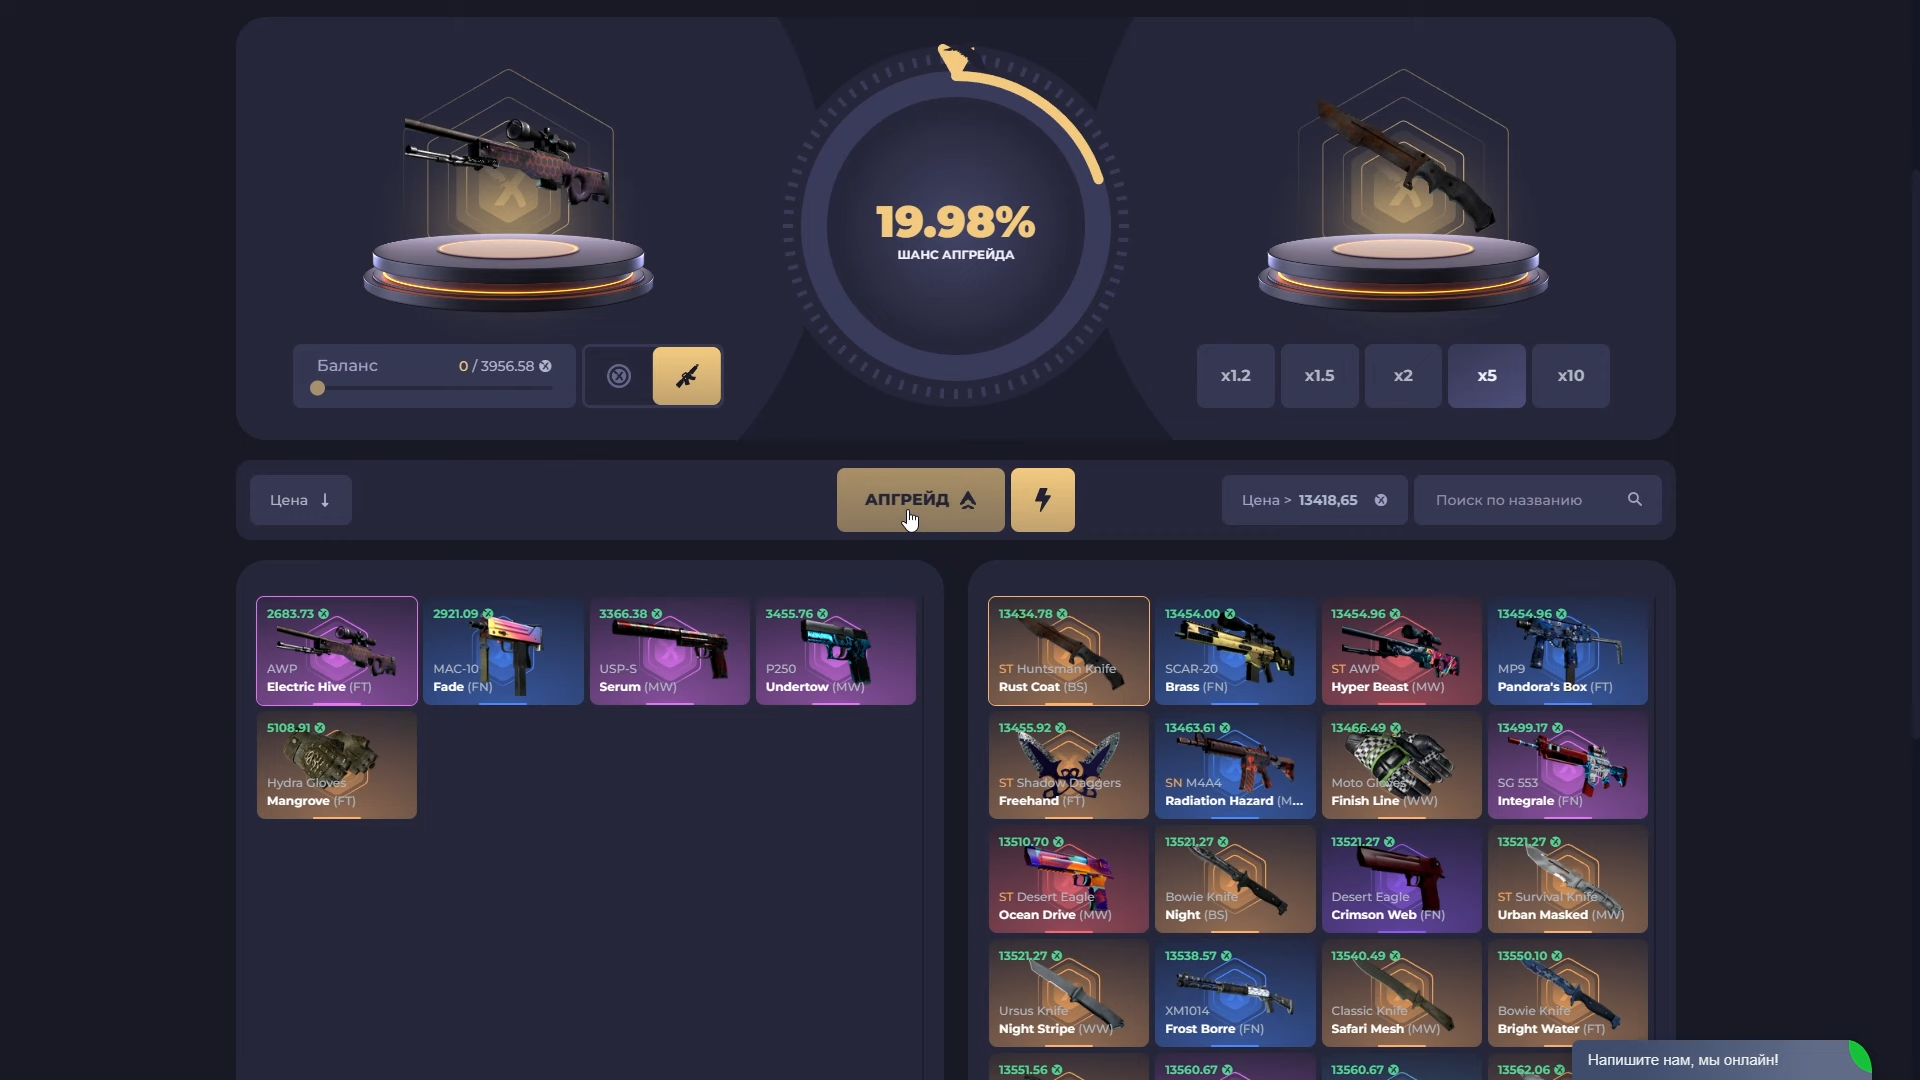 19.98%
ШАНС АПГРЕЙДА
Баланс 0 / 3956.58
x1.2 x1.5 x2 x5 x10
Цена
АПГРЕЙД
Цена > 13418,65
Поиск по названию
2683.73
AWP
Electric Hive (FT)
2921.09
MAC-10
Fade (FN)
3366.38
USP-S
Serum (MW)
3455.76
P250
Undertow (MW)
5108.91
Hydra Gloves
Mangrove (FT)
13434.78
ST Huntsman Knife
Rust Coat (BS)
13454.00
SCAR-20
Brass (FN)
13454.96
ST AWP
Hyper Beast (MW)
13454.96
MP9
Pandora's Box (FT)
13455.92
ST Shadow Daggers
Freehand (FT)
13463.61
SN M4A4
Radiation Hazard (M...
13466.49
Moto Gloves
Finish Line (WW)
13499.17
SG 553
Integrale (FN)
13510.70
ST Desert Eagle
Ocean Drive (MW)
13521.27
Bowie Knife
Night (BS)
13521.27
Desert Eagle
Crimson Web (FN)
13521.27
ST Survival Knife
Urban Masked (MW)
13521.27
Ursus Knife
Night Stripe (WW)
13538.57
XM1014
Frost Borre (FN)
13540.49
Classic Knife
Safari Mesh (MW)
13550.10
Bowie Knife
Bright Water (FT)
13551.56
13560.67
13560.67
13562.06
Напишите нам, мы онлайн!